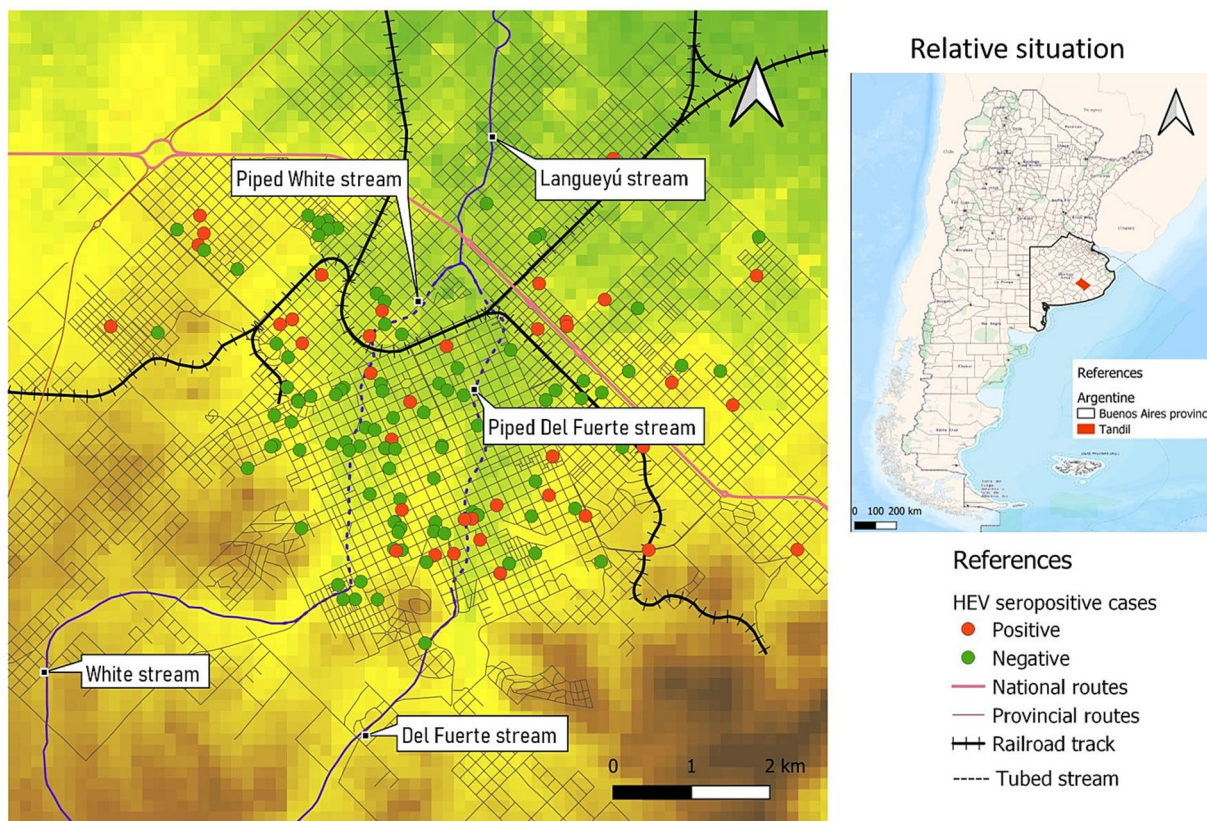 Relative situation
Piped White stream
Langueyú stream
Piped Del Fuerte stream
White stream
Del Fuerte stream
0 1 2 km
References
Argentine
Buenos Aires provinc
Tandil
0 100 200 km
References
HEV seropositive cases
Positive
Negative
National routes
Provincial routes
Railroad track
Tubed stream